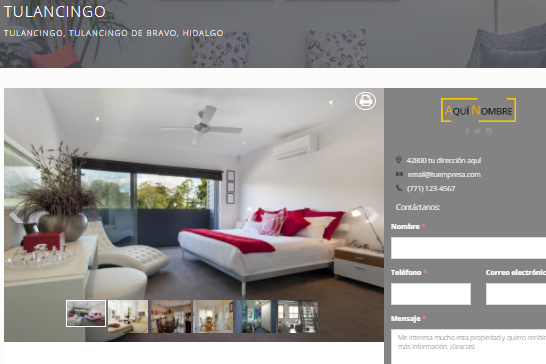 TULANCINGO
TULANCINGO, TULANCINGO DE BRAVO, HIDALGO
AQUÍ NOMBRE
42800 tu dirección aquí
email@tuempresa.com
(771) 123-4567
Contáctanos:
Nombre *
Teléfono *
Correo electrónic
Mensaje *
Me interesa mucho esta propiedad y quiero recibir
más información. ¡Gracias!